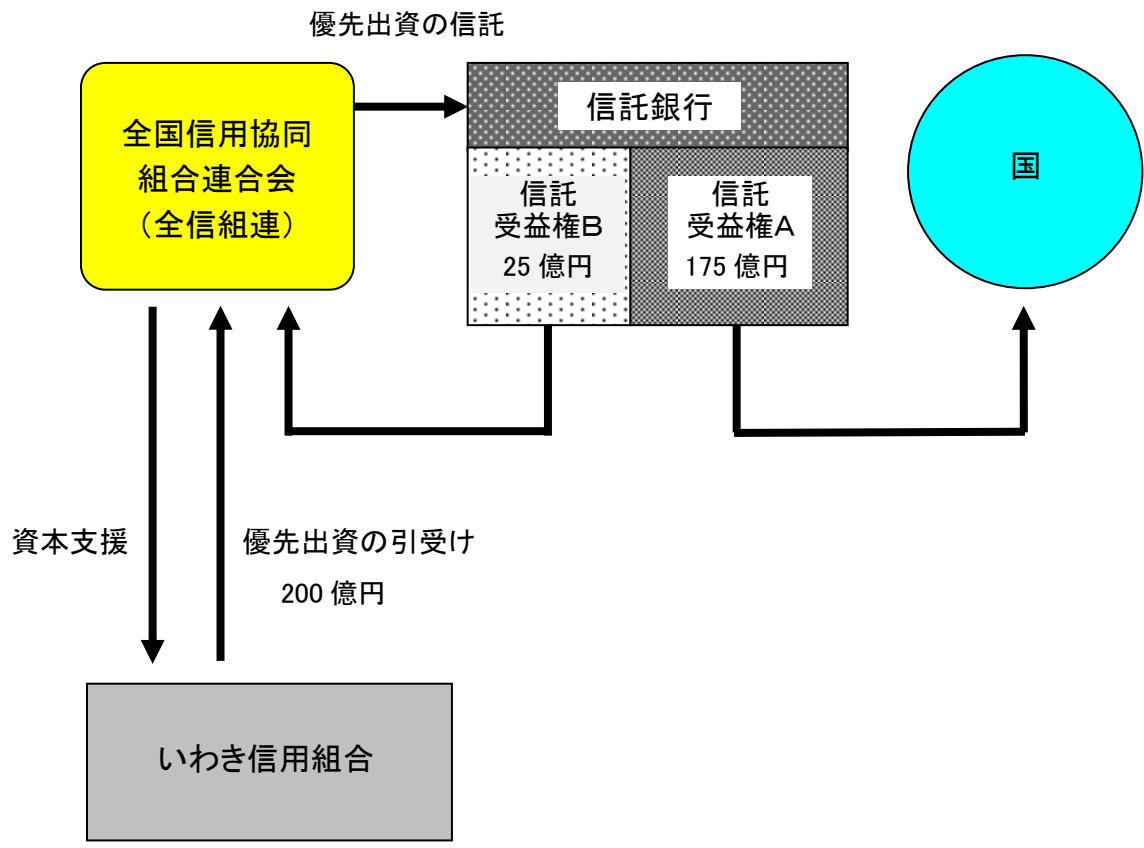 優先出資の信託
全国信用協同
組合連合会
（全信組連）
信託銀行
信託
受益権B
25 億円
信託
受益権A
175 億円
国
資本支援
優先出資の引受け
200 億円
いわき信用組合